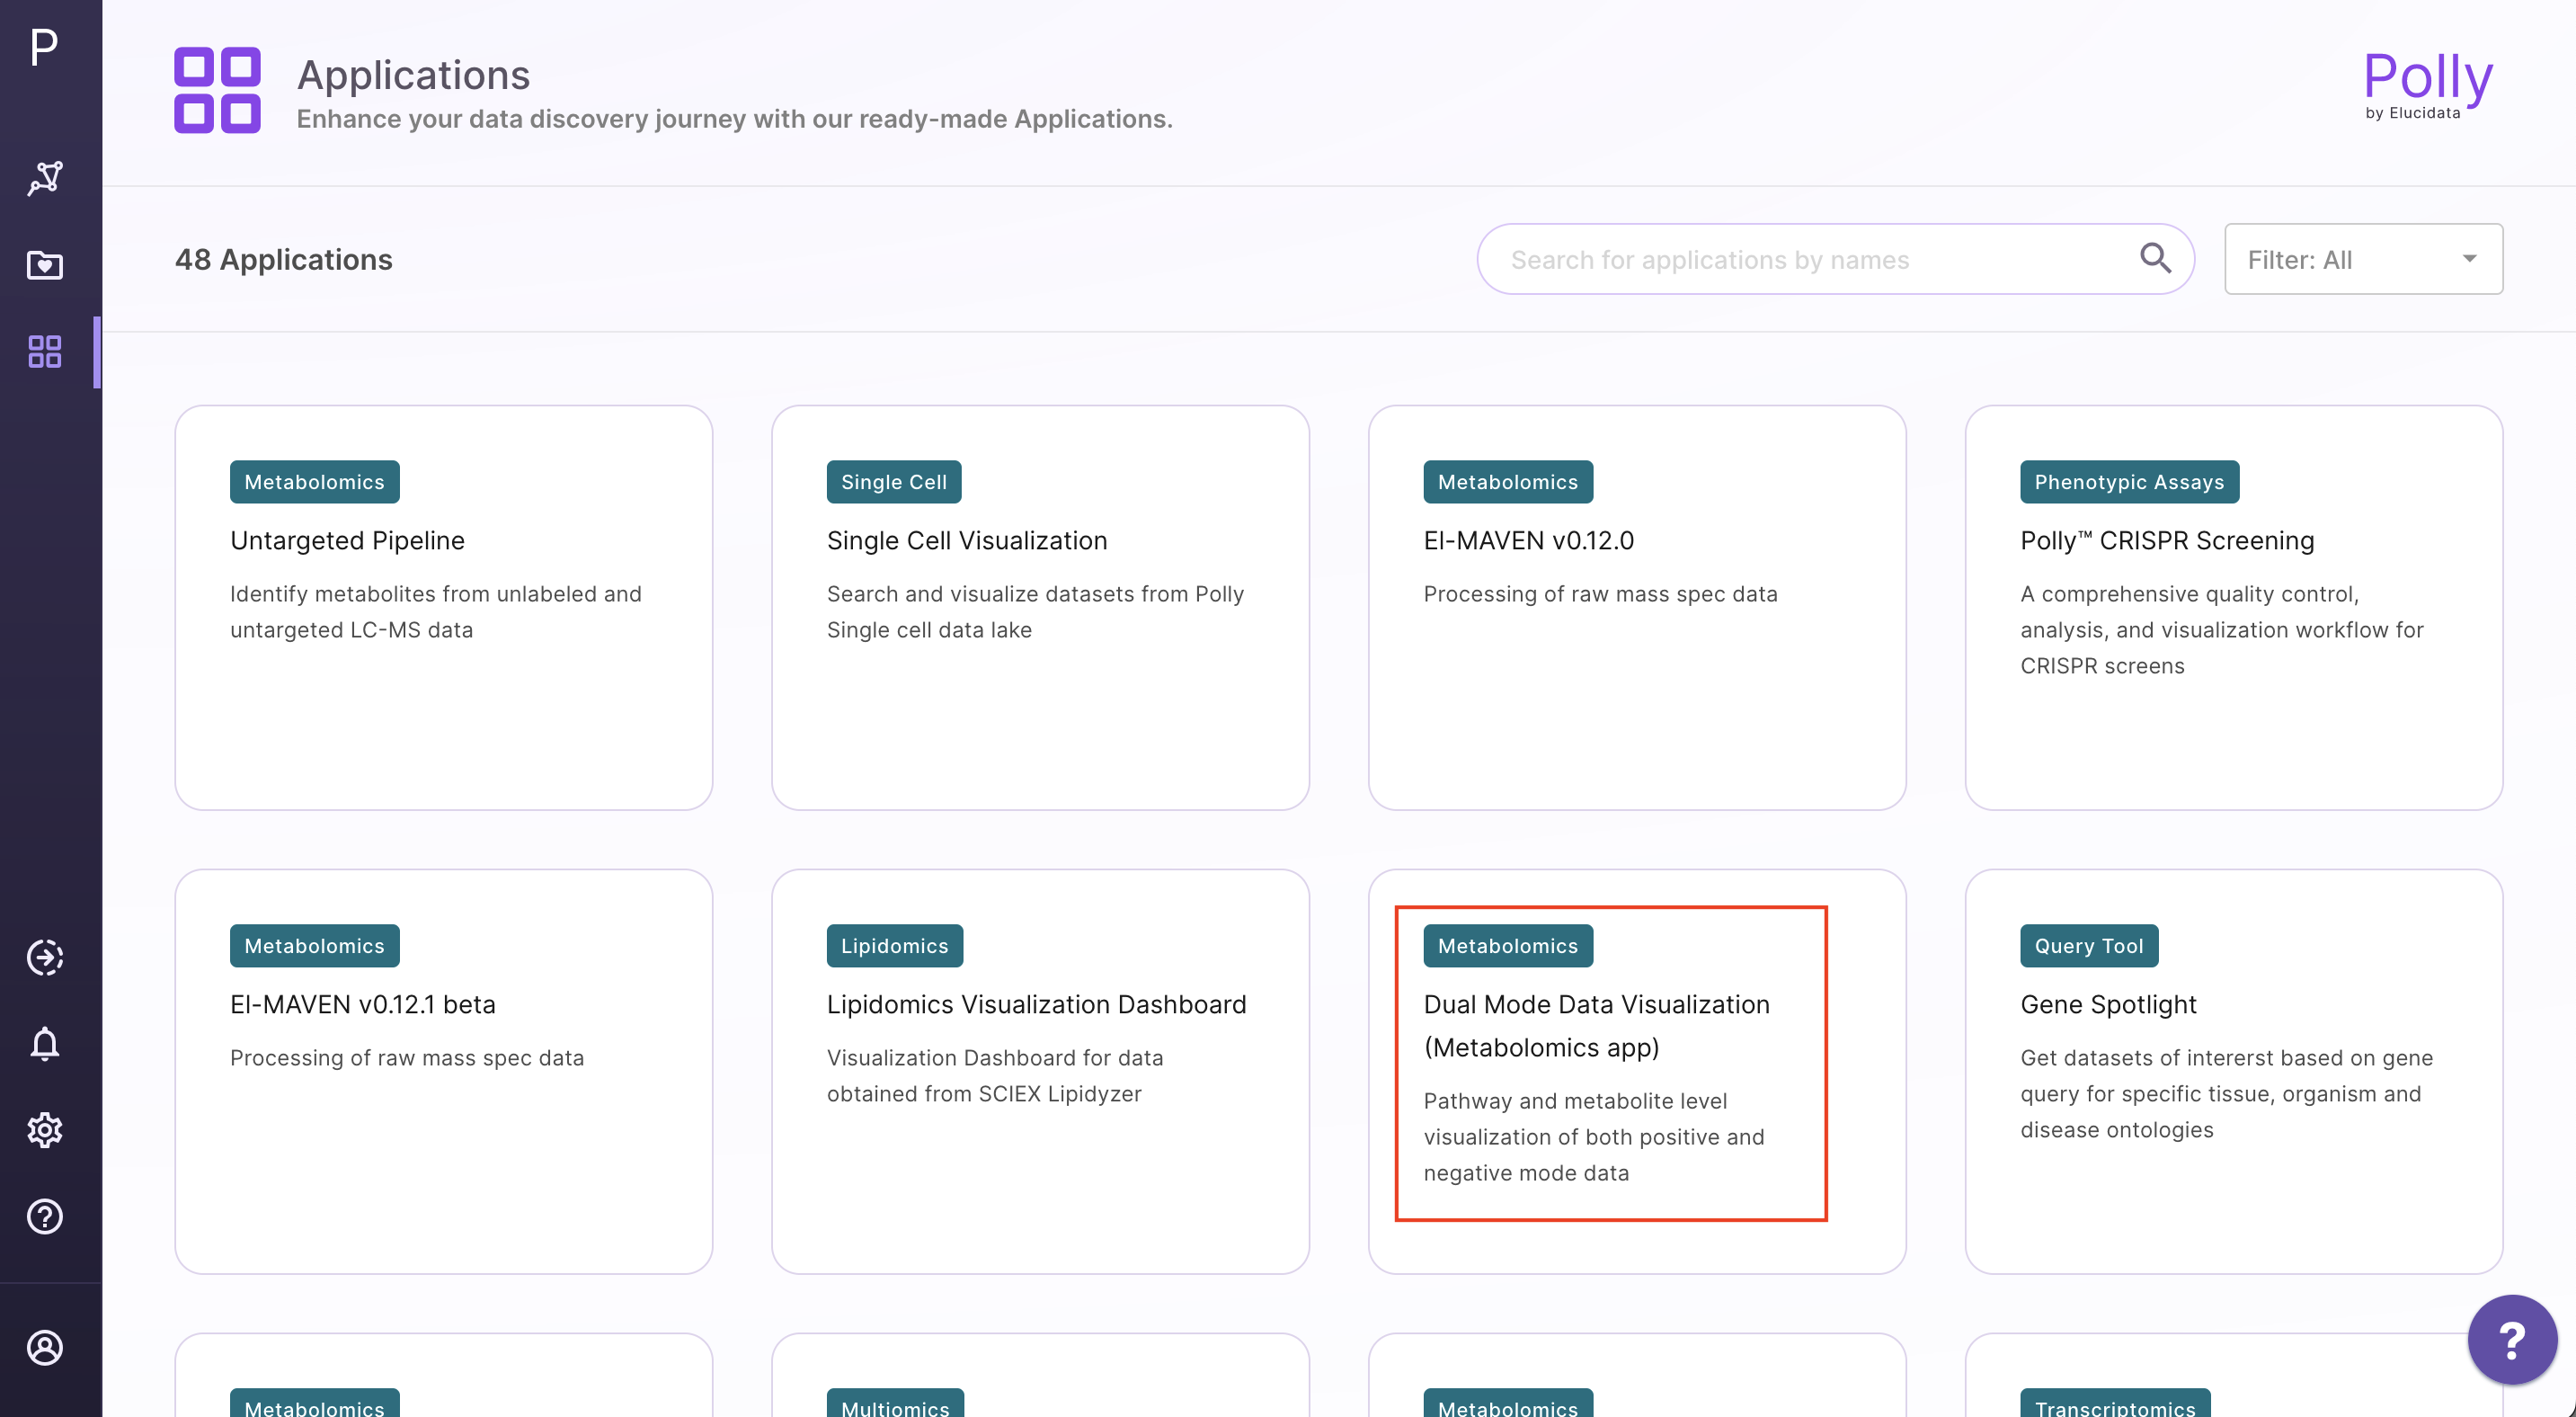 P
Applications
Enhance your data discovery journey with our ready-made Applications.
Polly
by Elucidata
48 Applications
Search for applications by names
Filter: All
Metabolomics
Untargeted Pipeline
Identify metabolites from unlabeled and
untargeted LC-MS data
Single Cell
Single Cell Visualization
Search and visualize datasets from Polly
Single cell data lake
Metabolomics
El-MAVEN v0.12.0
Processing of raw mass spec data
Phenotypic Assays
Polly™ CRISPR Screening
A comprehensive quality control,
analysis, and visualization workflow for
CRISPR screens
Metabolomics
El-MAVEN v0.12.1 beta
Processing of raw mass spec data
Lipidomics
Lipidomics Visualization Dashboard
Visualization Dashboard for data
obtained from SCIEX Lipidyzer
Metabolomics
Dual Mode Data Visualization
(Metabolomics app)
Pathway and metabolite level
visualization of both positive and
negative mode data
Query Tool
Gene Spotlight
Get datasets of intererst based on gene
query for specific tissue, organism and
disease ontologies
Metabolomics
Multiomics
Metabolomics
Transcriptomics
?